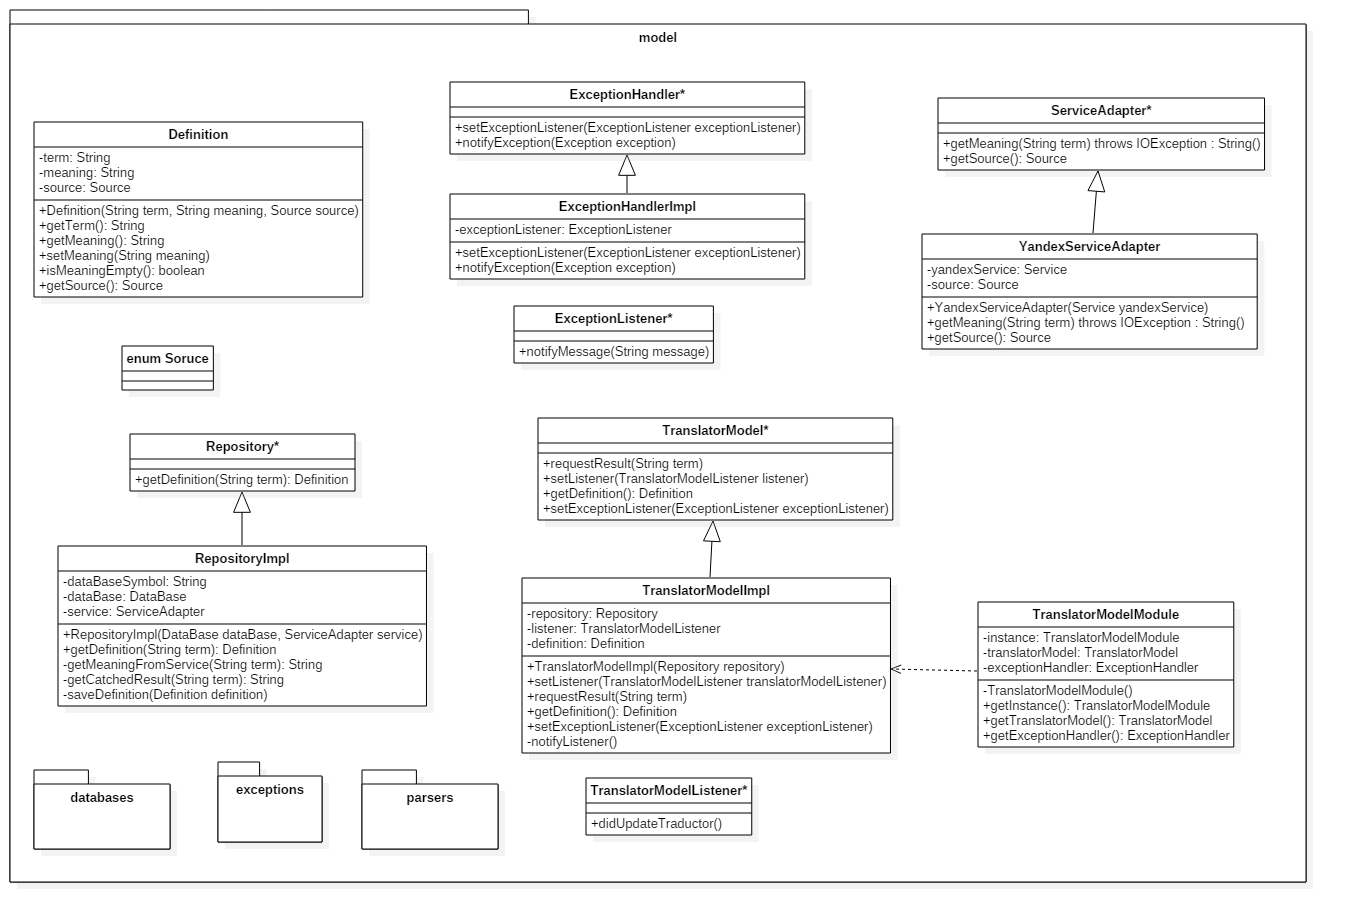 model
ExceptionHandler*
+setExceptionListener(ExceptionListener exceptionListener)
+notifyException(Exception exception)
ServiceAdapter*
+getMeaning(String term) throws IOException : String()
+getSource(): Source
Definition
-term: String
-meaning: String
-source: Source
+Definition(String term, String meaning, Source source)
+getTerm(): String
+getMeaning(): String
+setMeaning(String meaning)
+isMeaningEmpty(): boolean
+getSource(): Source
ExceptionHandlerImpl
-exceptionListener: ExceptionListener
+setExceptionListener(ExceptionListener exceptionListener)
+notifyException(Exception exception)
YandexServiceAdapter
-yandexService: Service
-source: Source
+YandexServiceAdapter(Service yandexService)
+getMeaning(String term) throws IOException : String()
+getSource(): Source
ExceptionListener*
+notifyMessage(String message)
enum Soruce
Repository*
+getDefinition(String term): Definition
TranslatorModel*
+requestResult(String term)
+setListener(TranslatorModelListener listener)
+getDefinition(): Definition
+setExceptionListener(ExceptionListener exceptionListener)
RepositoryImpl
-dataBaseSymbol: String
-dataBase: DataBase
-service: ServiceAdapter
+RepositoryImpl(DataBase dataBase, ServiceAdapter service)
+getDefinition(String term): Definition
-getMeaningFromService(String term): String
-getCatchedResult(String term): String
-saveDefinition(Definition definition)
TranslatorModelImpl
-repository: Repository
-listener: TranslatorModelListener
-definition: Definition
+TranslatorModelImpl(Repository repository)
+setListener(TranslatorModelListener translatorModelListener)
+requestResult(String term)
+getDefinition(): Definition
+setExceptionListener(ExceptionListener exceptionListener)
-notifyListener()
TranslatorModelModule
-instance: TranslatorModelModule
-translatorModel: TranslatorModel
-exceptionHandler: ExceptionHandler
-TranslatorModelModule()
+getInstance(): TranslatorModelModule
+getTranslatorModel(): TranslatorModel
+getExceptionHandler(): ExceptionHandler
databases
exceptions
parsers
TranslatorModelListener*
+didUpdateTraductor()